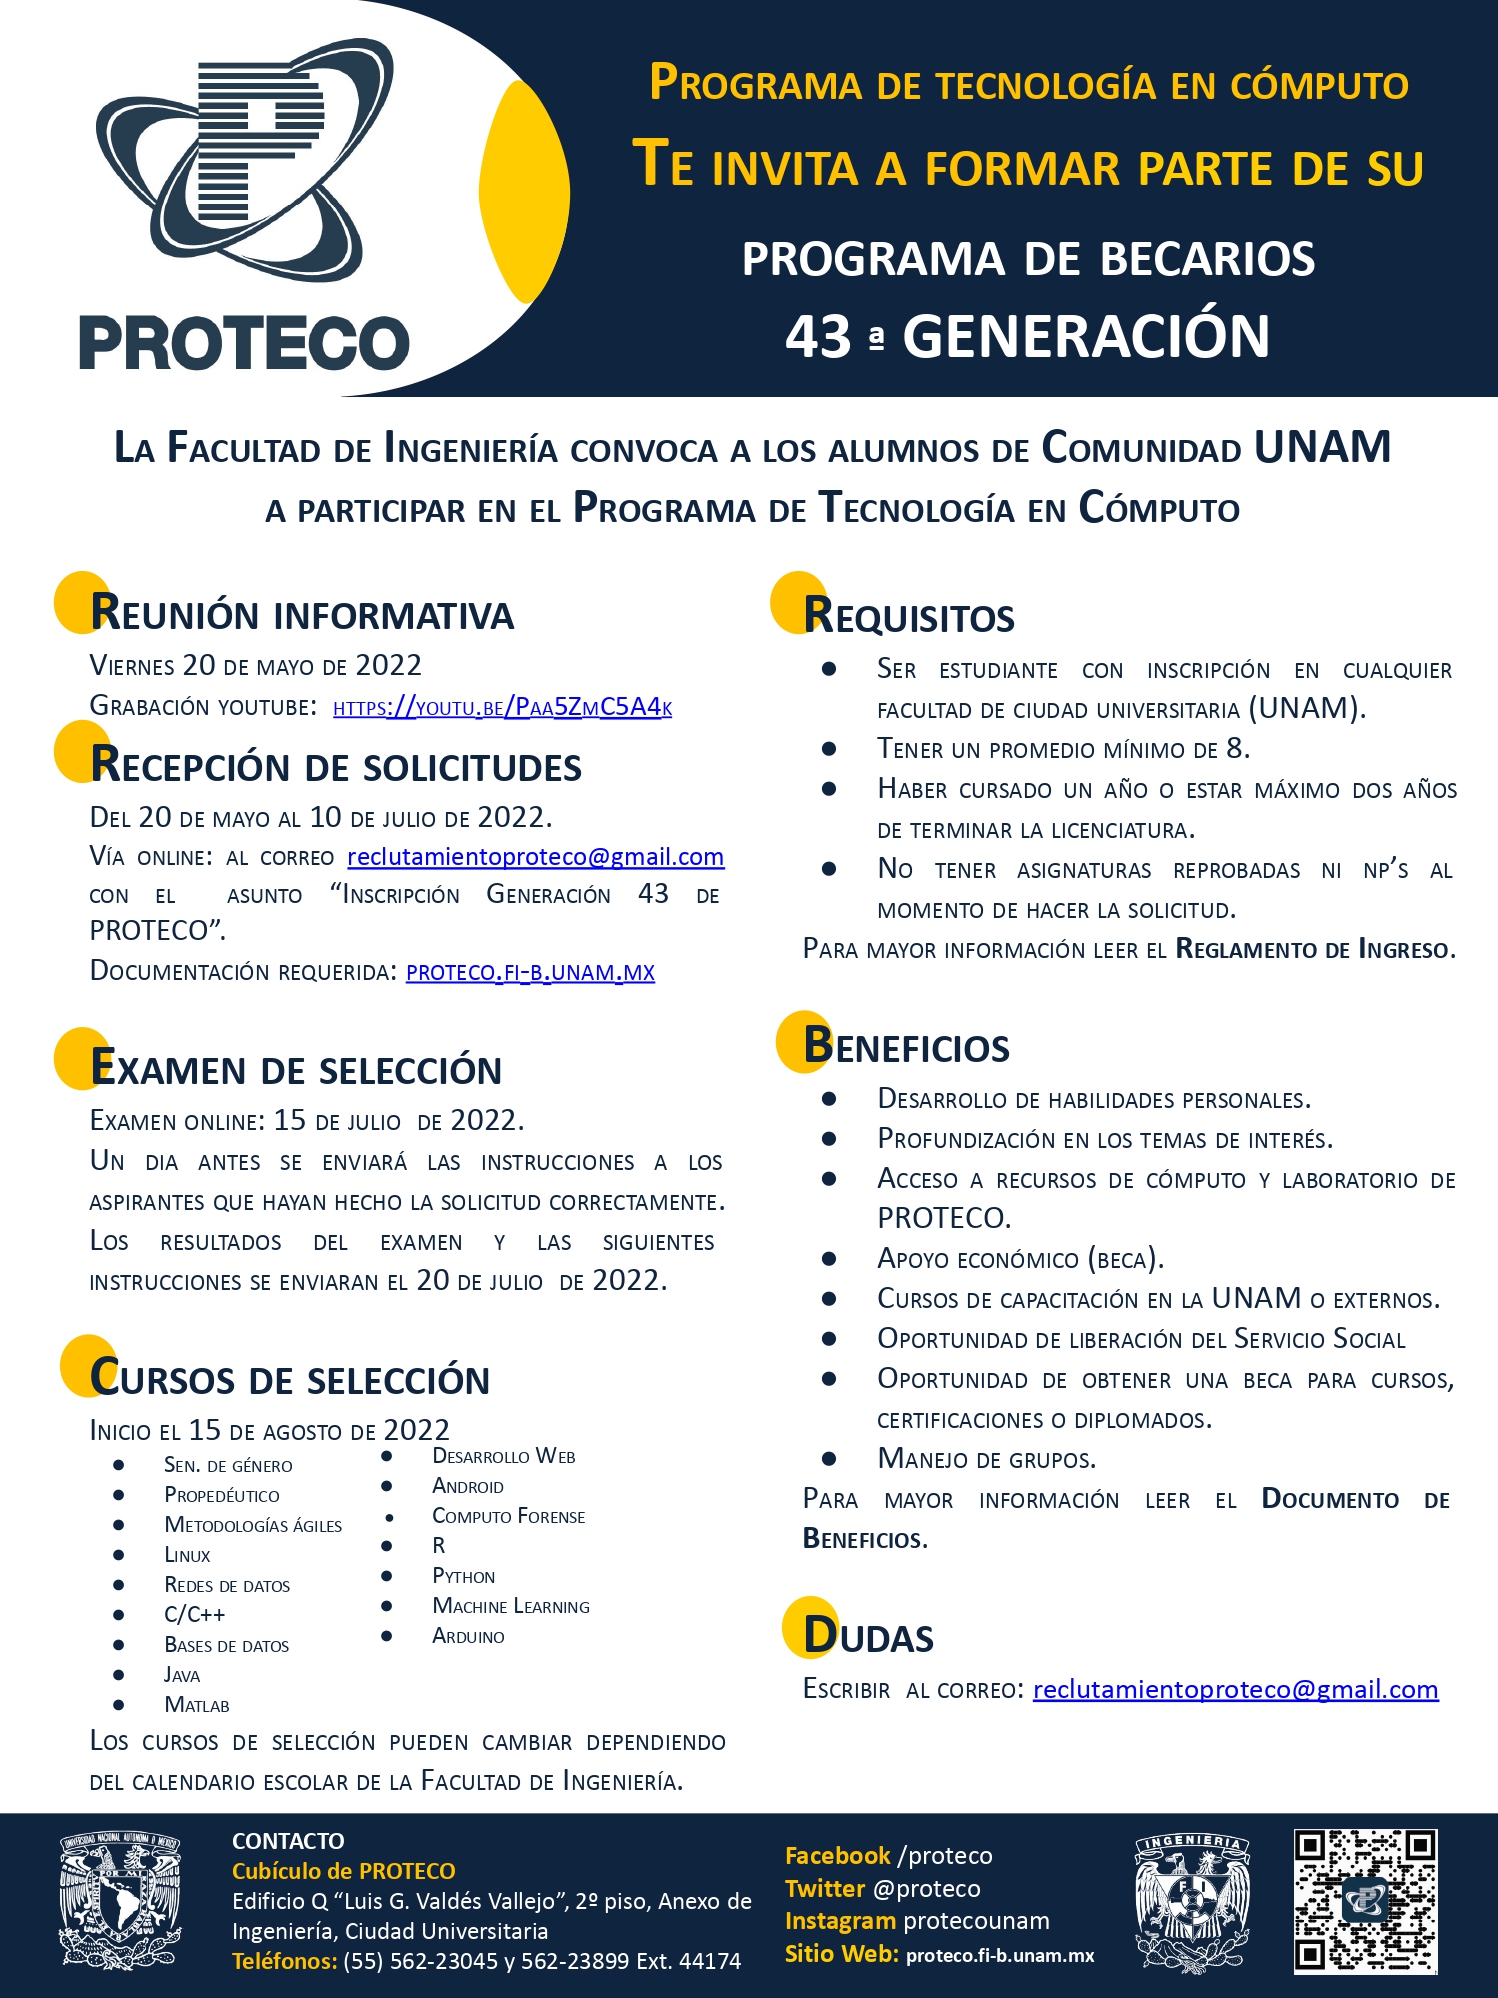 PROTECO
Programa de tecnología en cómputo
Te invita a formar parte de su
programa de becarios
43 ª GENERACIÓN
La Facultad de Ingeniería convoca a los alumnos de Comunidad UNAM
a participar en el Programa de Tecnología en Cómputo
Reunión informativa
Viernes 20 de mayo de 2022
Grabación youtube: https://youtu.be/Paa5ZmC5A4k
Recepción de solicitudes
Del 20 de mayo al 10 de julio de 2022.
Vía online: al correo reclutamientoproteco@gmail.com
con el asunto “Inscripción Generación 43 de
PROTECO”.
Documentación requerida: proteco.fi-b.unam.mx
Examen de selección
Examen online: 15 de julio de 2022.
Un dia antes se enviará las instrucciones a los
aspirantes que hayan hecho la solicitud correctamente.
Los resultados del examen y las siguientes
instrucciones se enviaran el 20 de julio de 2022.
Cursos de selección
Inicio el 15 de agosto de 2022
● Sen. de género
● Propedéutico
● Metodologías ágiles
● Linux
● Redes de datos
● C/C++
● Bases de datos
● Java
● Matlab
● Desarrollo Web
● Android
● Computo Forense
● R
● Python
● Machine Learning
● Arduino
Los cursos de selección pueden cambiar dependiendo
del calendario escolar de la Facultad de Ingeniería.
Requisitos
● Ser estudiante con inscripción en cualquier
facultad de ciudad universitaria (UNAM).
● Tener un promedio mínimo de 8.
● Haber cursado un año o estar máximo dos años
de terminar la licenciatura.
● No tener asignaturas reprobadas ni np’s al
momento de hacer la solicitud.
Para mayor información leer el Reglamento de Ingreso.
Beneficios
● Desarrollo de habilidades personales.
● Profundización en los temas de interés.
● Acceso a recursos de cómputo y laboratorio de
PROTECO.
● Apoyo económico (beca).
● Cursos de capacitación en la UNAM o externos.
● Oportunidad de liberación del Servicio Social
● Oportunidad de obtener una beca para cursos,
certificaciones o diplomados.
● Manejo de grupos.
Para mayor información leer el Documento de
Beneficios.
Dudas
Escribir al correo: reclutamientoproteco@gmail.com
UNIVERSIDAD NACIONAL AUTONOMA DE MEXICO
CONTACTO
Cubículo de PROTECO
Edificio Q “Luis G. Valdés Vallejo”, 2º piso, Anexo de
Ingeniería, Ciudad Universitaria
Teléfonos: (55) 562-23045 y 562-23899 Ext. 44174
Facebook /proteco
Twitter @proteco
Instagram protecounam
Sitio Web: proteco.fi-b.unam.mx
INGENIERIA
F I